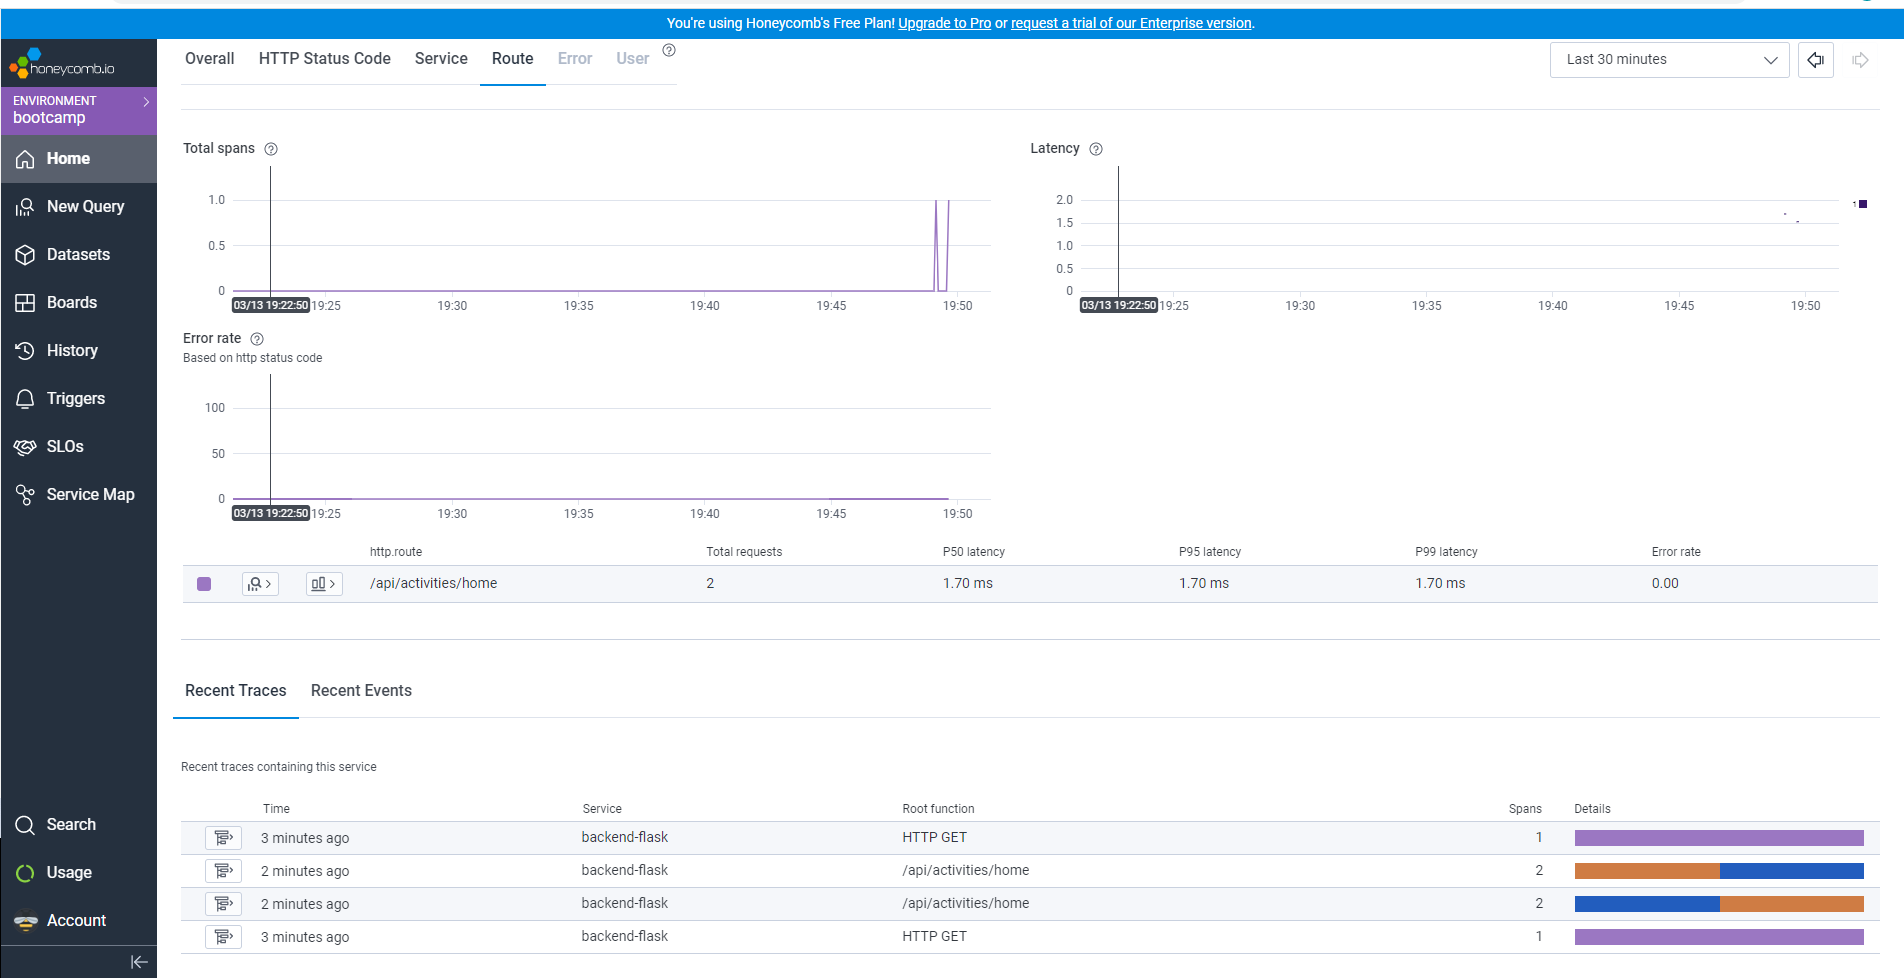 You're using Honeycomb's Free Plan! Upgrade to Pro or request a trial of our Enterprise version.
honeycomb.io
ENVIRONMENT
bootcamp
Home
New Query
Datasets
Boards
History
Triggers
SLOs
Service Map
Search
Usage
Account
Overall HTTP Status Code Service Route Error User
Last 30 minutes
Total spans
1.0
0.5
0
03/13 19:22:50 19:25 19:30 19:35 19:40 19:45 19:50
Latency
2.0
1.5
1.0
0.5
0
1
03/13 19:22:50 19:25 19:30 19:35 19:40 19:45 19:50
Error rate
Based on http status code
100
50
0
03/13 19:22:50 19:25 19:30 19:35 19:40 19:45 19:50
http.route Total requests P50 latency P95 latency P99 latency Error rate
/api/activities/home 2 1.70 ms 1.70 ms 1.70 ms 0.00
Recent Traces Recent Events
Recent traces containing this service
Time Service Root function Spans Details
3 minutes ago backend-flask HTTP GET 1
2 minutes ago backend-flask /api/activities/home 2
2 minutes ago backend-flask /api/activities/home 2
3 minutes ago backend-flask HTTP GET 1